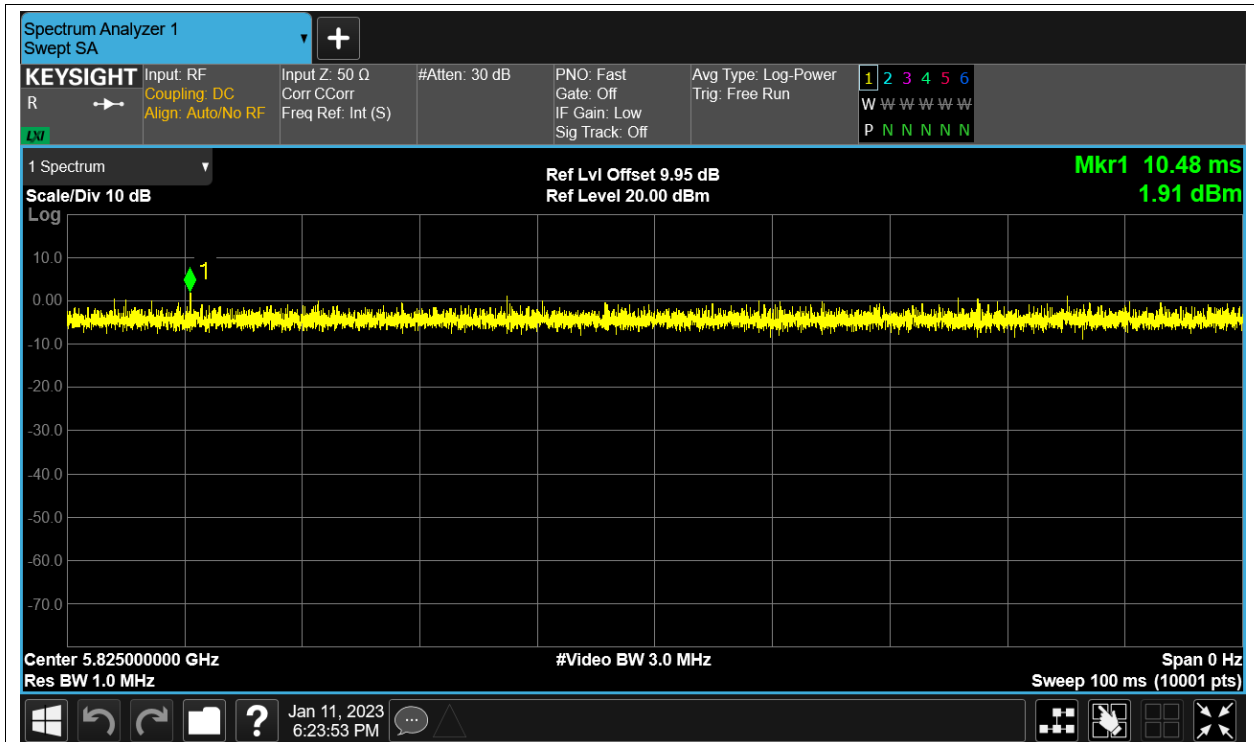 Spectrum Analyzer 1
Swept SA
KEYSIGHT
R
LXI
Input: RF
Coupling: DC
Align: Auto/No RF
Input Z: 50 Ω
Corr CCorr
Freq Ref: Int (S)
#Atten: 30 dB
PNO: Fast
Gate: Off
IF Gain: Low
Sig Track: Off
Avg Type: Log-Power
Trig: Free Run
1 2 3 4 5 6
W W W W W W
P N N N N N
1 Spectrum
Scale/Div 10 dB
Ref Lvl Offset 9.95 dB
Ref Level 20.00 dBm
Mkr1 10.48 ms
1.91 dBm
Log
10.0
1
0.00
-10.0
-20.0
-30.0
-40.0
-50.0
-60.0
-70.0
Center 5.825000000 GHz
#Video BW 3.0 MHz
Span 0 Hz
Res BW 1.0 MHz
Sweep 100 ms (10001 pts)
?
Jan 11, 2023
6:23:53 PM